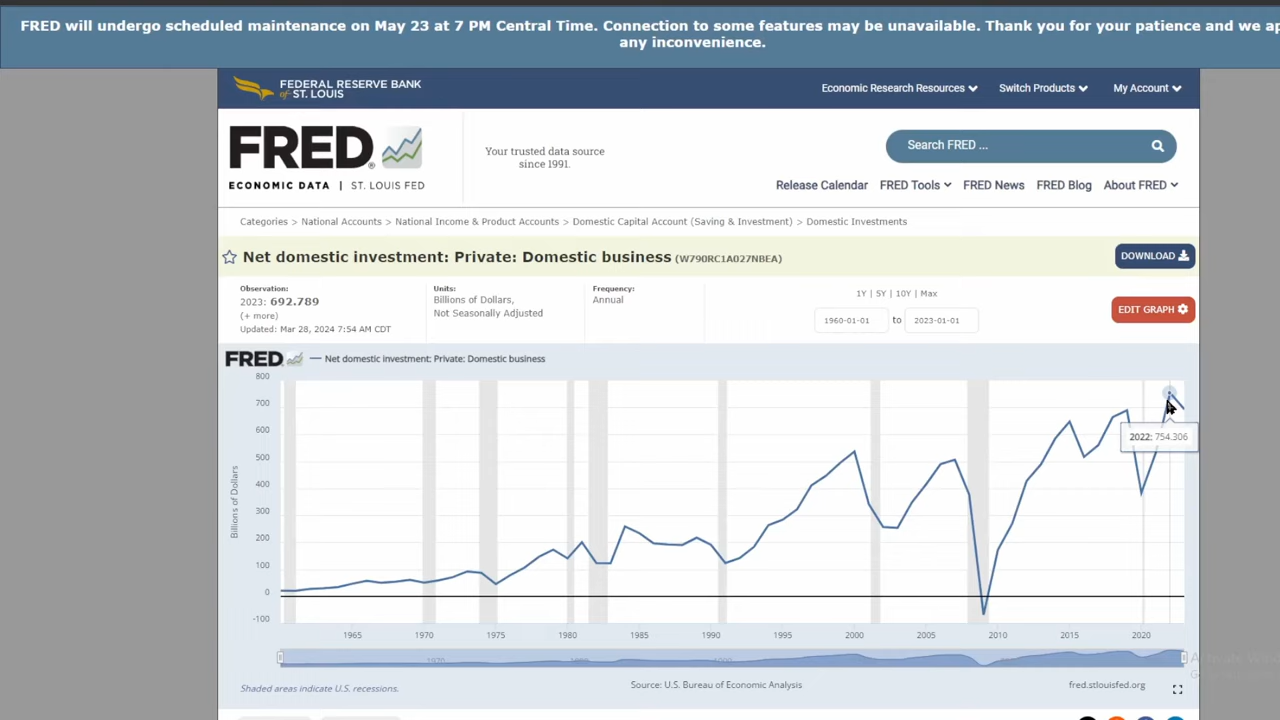 FRED will undergo scheduled maintenance on May 23 at 7 PM Central Time. Connection to some features may be unavailable. Thank you for your patience and we
any inconvenience.
FEDERAL RESERVE BANK
of ST. LOUIS
Economic Research Resources
Switch Products
My Account
FRED®
ECONOMIC DATA | ST. LOUIS FED
Your trusted data source
since 1991.
Search FRED ...
Release Calendar
FRED Tools
FRED News
FRED Blog
About FRED
Categories > National Accounts > National Income & Product Accounts > Domestic Capital Account (Saving & Investment) > Domestic Investments
Net domestic investment: Private: Domestic business (W790RC1A027NBEA)
DOWNLOAD
Observation:
2023: 692.789
(+ more)
Updated: Mar 28, 2024 7:54 AM CDT
Units:
Billions of Dollars,
Not Seasonally Adjusted
Frequency:
Annual
1Y | 5Y | 10Y | Max
1960-01-01 to 2023-01-01
EDIT GRAPH
FRED — Net domestic investment: Private: Domestic business
800
700
600
500
400
300
200
100
0
-100
Billions of Dollars
2022: 754.306
1965 1970 1975 1980 1985 1990 1995 2000 2005 2010 2015 2020
1970 1980 1990
Shaded areas indicate U.S. recessions.
Source: U.S. Bureau of Economic Analysis
fred.stlouisfed.org